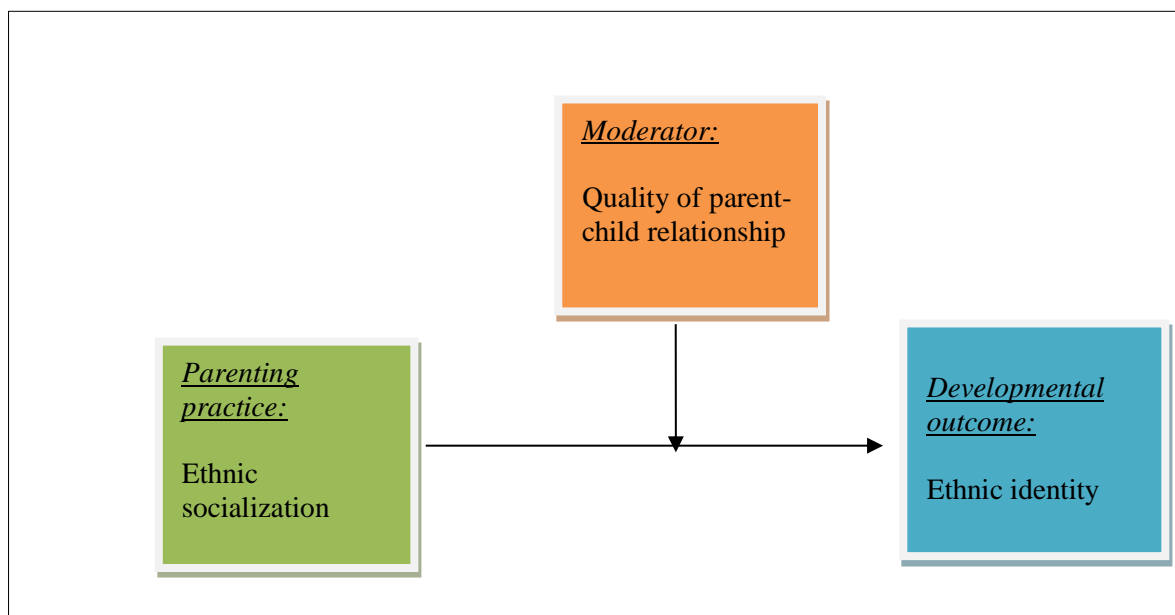 Moderator:
Quality of parent-
child relationship
Parenting
practice:
Ethnic
socialization
Developmental
outcome:
Ethnic identity